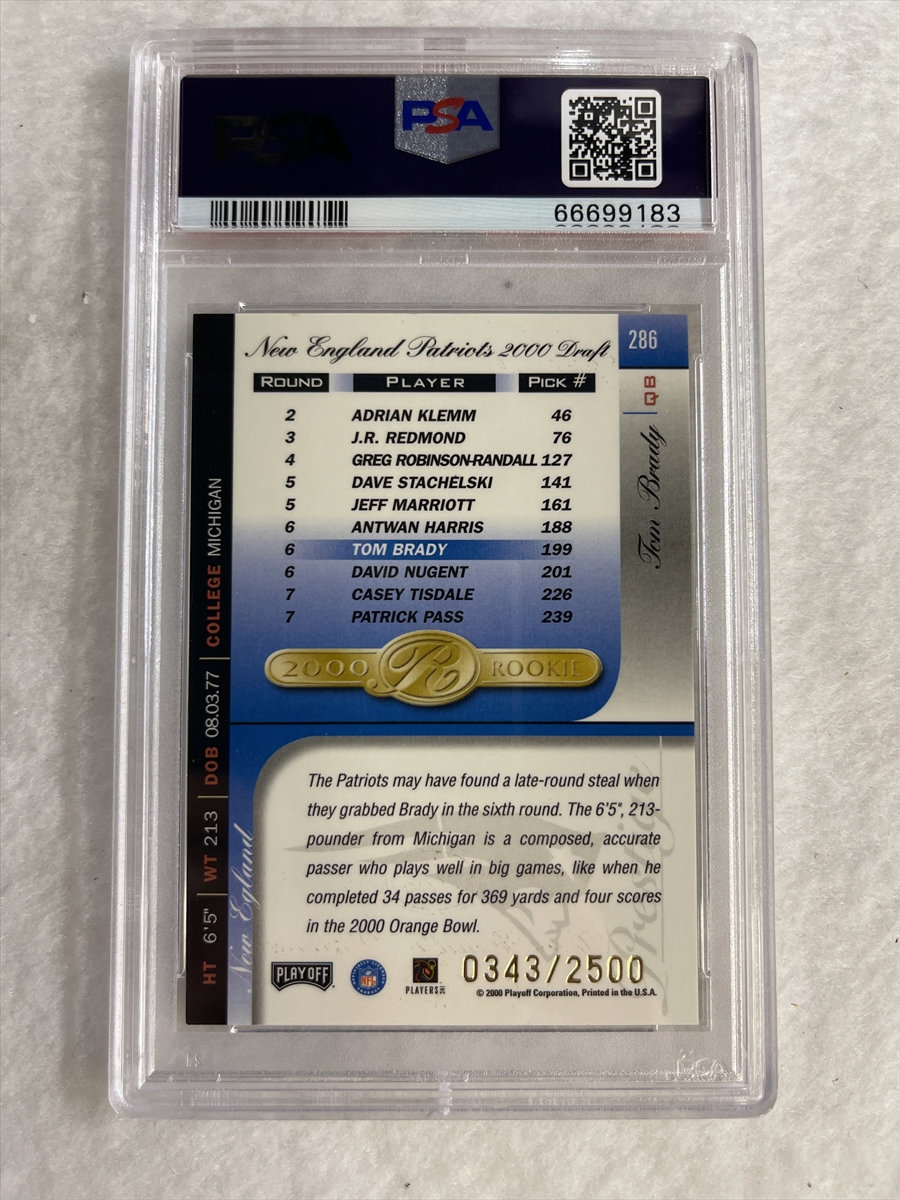 PSA
PSA
66699183
New England Patriots 2000 Draft
286
ROUND PLAYER PICK #
2 ADRIAN KLEMM 46
3 J.R. REDMOND 76
4 GREG ROBINSON-RANDALL 127
5 DAVE STACHELSKI 141
5 JEFF MARRIOTT 161
6 ANTWAN HARRIS 188
6 TOM BRADY 199
6 DAVID NUGENT 201
7 CASEY TISDALE 226
7 PATRICK PASS 239
QB
Tom Brady
2000 R ROOKIE
HT 6'5" | WT 213 | DOB 08.03.77 | COLLEGE MICHIGAN
New Egland
The Patriots may have found a late-round steal when
they grabbed Brady in the sixth round. The 6'5", 213-
pounder from Michigan is a composed, accurate
passer who plays well in big games, like when he
completed 34 passes for 369 yards and four scores
in the 2000 Orange Bowl.
Prestige
PLAYOFF
NFL
PLAYERS INC
0343/2500
© 2000 Playoff Corporation, Printed in the U.S.A.